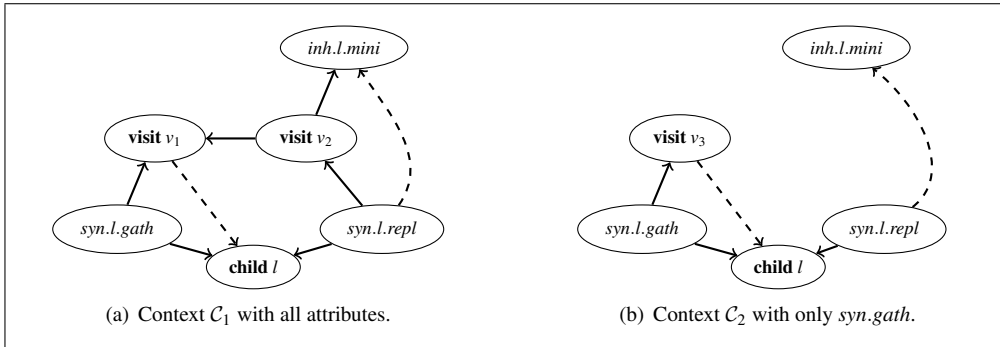 inh.l.mini
visit v₁
visit v₂
syn.l.gath
syn.l.repl
child l
(a) Context 𝒞₁ with all attributes.
inh.l.mini
visit v₃
syn.l.gath
syn.l.repl
child l
(b) Context 𝒞₂ with only syn.gath.